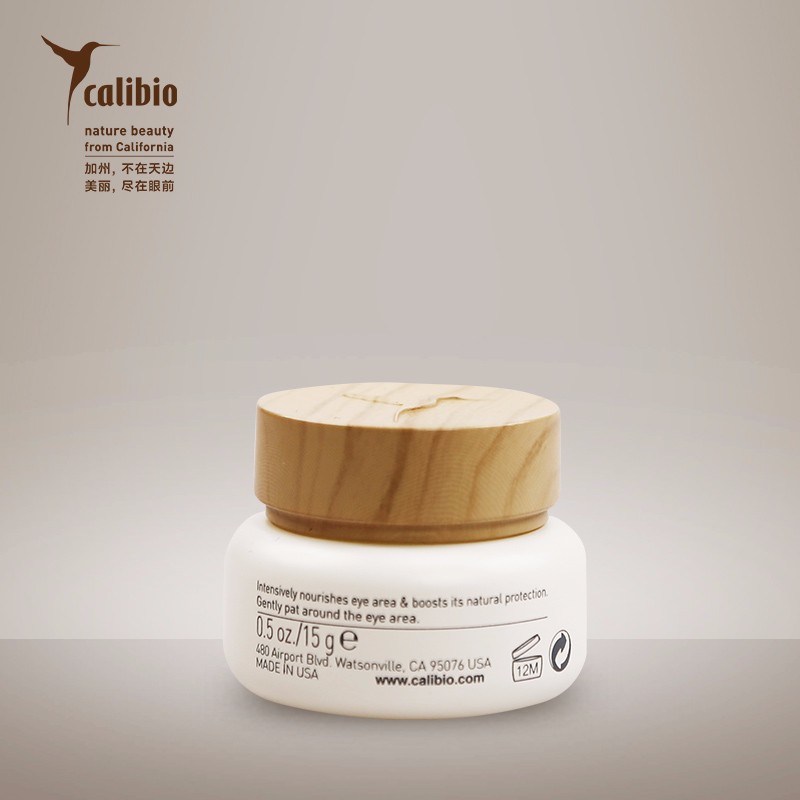 calibio
nature beauty
from California
加州，不在天边
美丽，尽在眼前
Intensively nourishes eye area & boosts its natural protection.
Gently pat around the eye area.
0.5 oz./15 g ℮
480 Airport Blvd. Watsonville, CA 95076 USA
MADE IN USA
www.calibio.com
12M